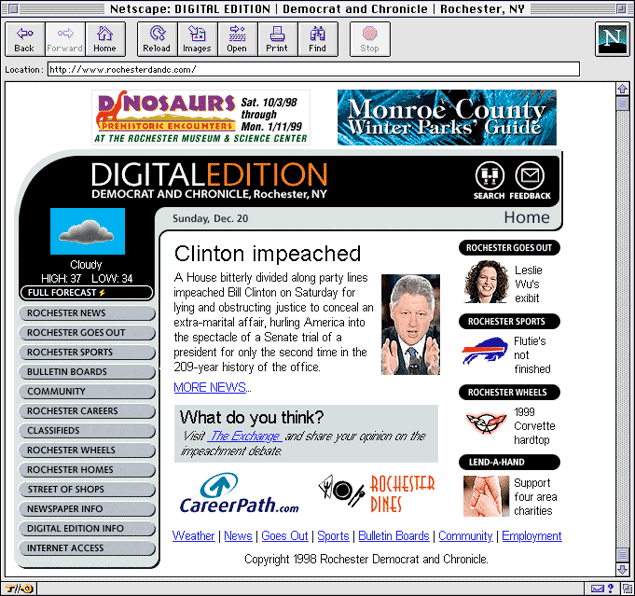 Netscape: DIGITAL EDITION | Democrat and Chronicle | Rochester, NY
Back Forward Home Reload Images Open Print Find Stop
N
Location: http://www.rochesterdandc.com/
DINOSAURS
PREHISTORIC ENCOUNTERS
Sat. 10/3/98
through
Mon. 1/11/99
AT THE ROCHESTER MUSEUM & SCIENCE CENTER
Monroe County
Winter Parks' Guide
DIGITALEDITION
DEMOCRAT AND CHRONICLE, Rochester, NY
SEARCH FEEDBACK
Sunday, Dec. 20
Home
Cloudy
HIGH: 37 LOW: 34
FULL FORECAST
ROCHESTER NEWS
ROCHESTER GOES OUT
ROCHESTER SPORTS
BULLETIN BOARDS
COMMUNITY
ROCHESTER CAREERS
CLASSIFIEDS
ROCHESTER WHEELS
ROCHESTER HOMES
STREET OF SHOPS
NEWSPAPER INFO
DIGITAL EDITION INFO
INTERNET ACCESS
Clinton impeached
A House bitterly divided along party lines
impeached Bill Clinton on Saturday for
lying and obstructing justice to conceal an
extra-marital affair, hurling America into
the spectacle of a Senate trial of a
president for only the second time in the
209-year history of the office.
MORE NEWS...
What do you think?
Visit The Exchange and share your opinion on the
impeachment debate.
CareerPath.com
ROCHESTER
DINES
ROCHESTER GOES OUT
Leslie
Wu's
exibit
ROCHESTER SPORTS
Flutie's
not
finished
ROCHESTER WHEELS
1999
Corvette
hardtop
LEND-A-HAND
Support
four area
charities
Weather | News | Goes Out | Sports | Bulletin Boards | Community | Employment
Copyright 1998 Rochester Democrat and Chronicle.